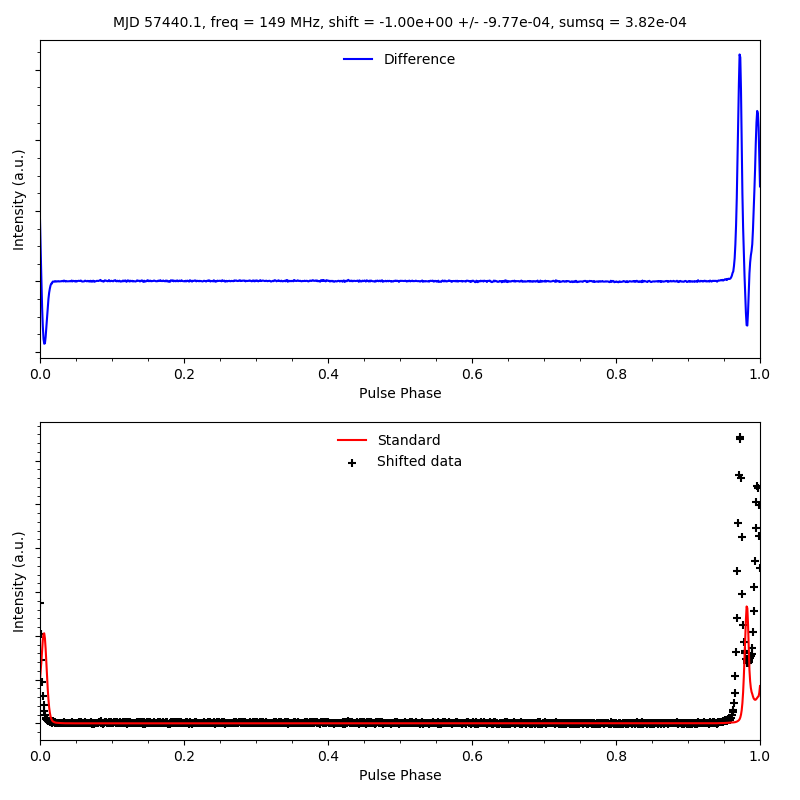 MJD 57440.1, freq = 149 MHz, shift = -1.00e+00 +/- -9.77e-04, sumsq = 3.82e-04
Difference
Intensity (a.u.)
0.0 0.2 0.4 0.6 0.8 1.0
Pulse Phase
Standard
Shifted data
Intensity (a.u.)
0.0 0.2 0.4 0.6 0.8 1.0
Pulse Phase